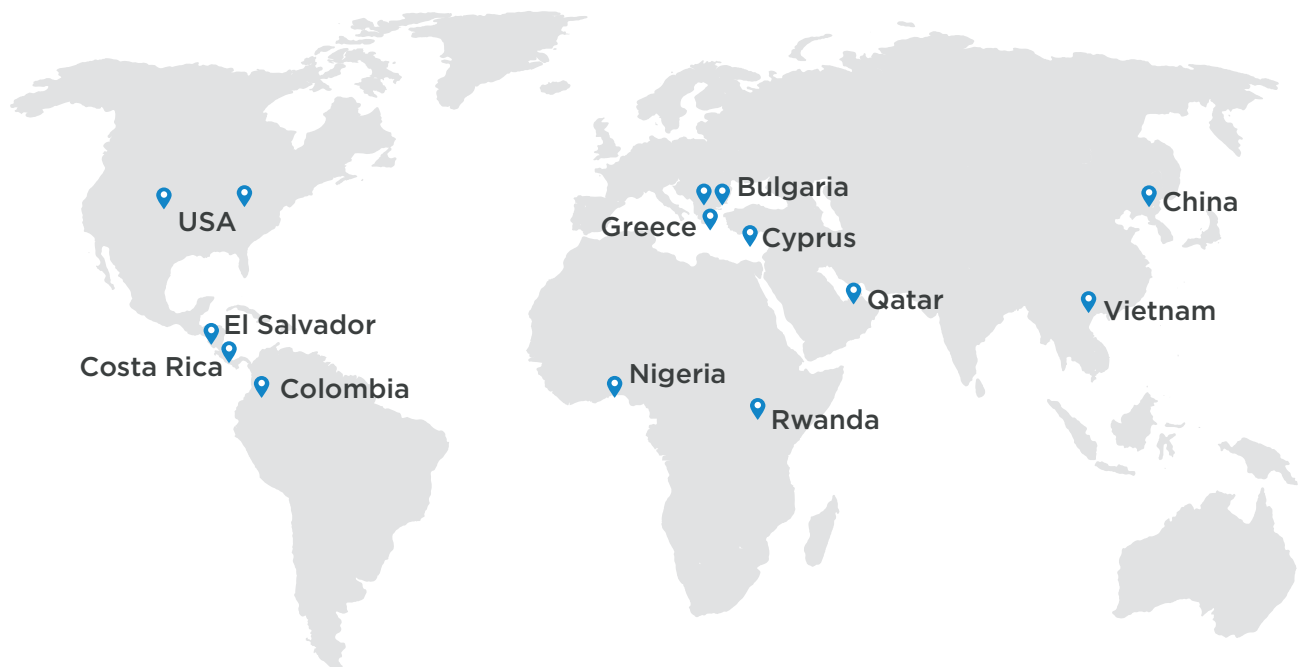 Bulgaria
China
USA
Greece
Cyprus
Qatar
Vietnam
El Salvador
Costa Rica
Colombia
Nigeria
Rwanda